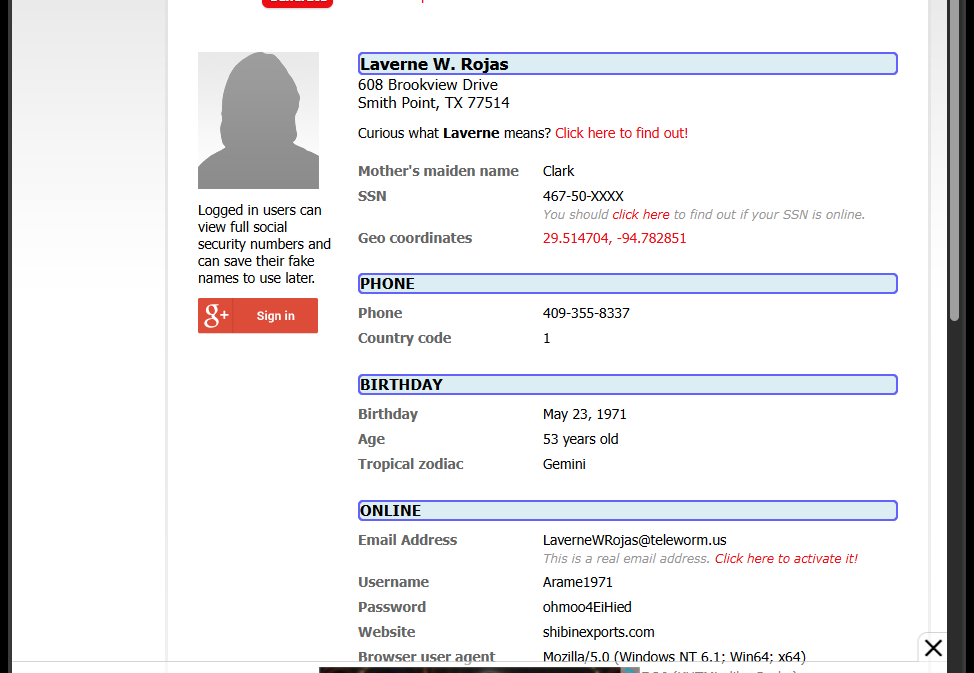 Laverne W. Rojas
608 Brookview Drive
Smith Point, TX 77514
Curious what Laverne means? Click here to find out!
Mother's maiden name Clark
SSN 467-50-XXXX
You should click here to find out if your SSN is online.
Geo coordinates 29.514704, -94.782851
Logged in users can
view full social
security numbers and
can save their fake
names to use later.
g+ Sign in
PHONE
Phone 409-355-8337
Country code 1
BIRTHDAY
Birthday May 23, 1971
Age 53 years old
Tropical zodiac Gemini
ONLINE
Email Address LaverneWRojas@teleworm.us
This is a real email address. Click here to activate it!
Username Arame1971
Password ohmoo4EiHied
Website shibinexports.com
Browser user agent Mozilla/5.0 (Windows NT 6.1; Win64; x64)